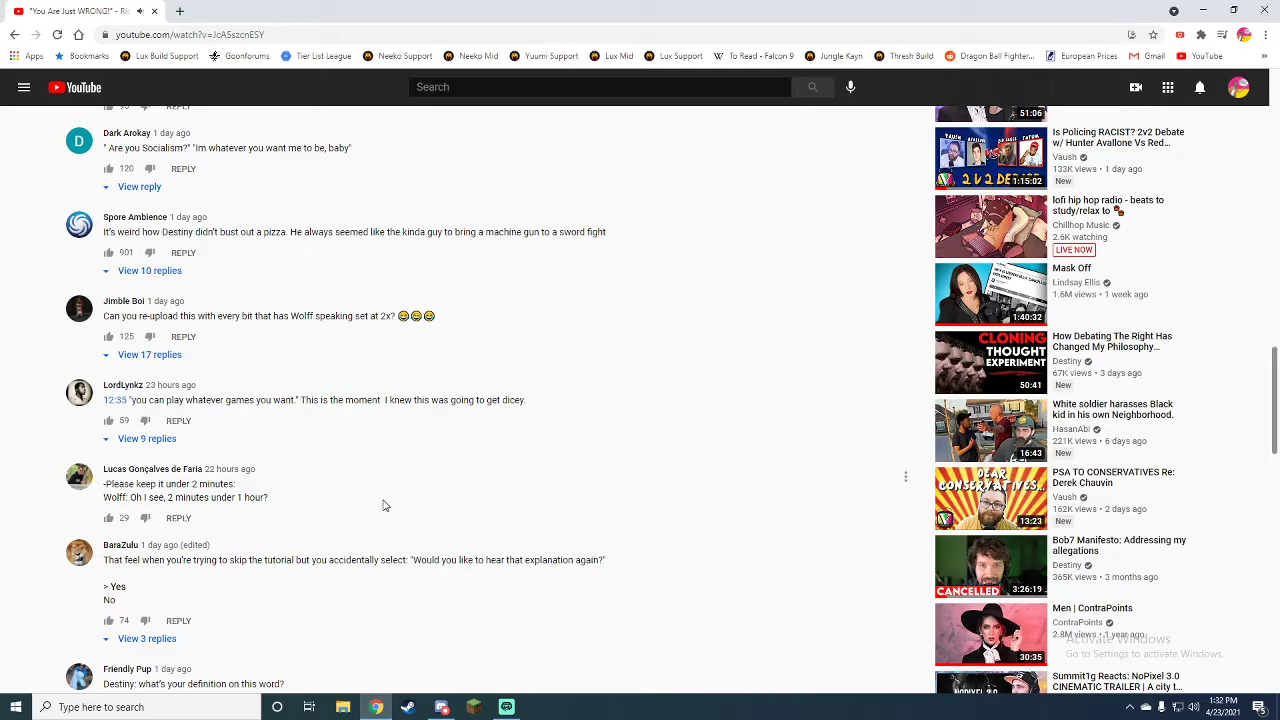 "You Are Just WRONG!" - Ri
youtube.com/watch?v=JcA5szcnESY
Apps
Bookmarks
Lux Build
Goonfusions
Tier List League
Neeko Support
Gnomesy
Yuumi Support
Lux Mid
Lux Support
To Read - Falcon 9
Jungle Kayn
Thresh Build
Dragon Ball Fighter...
European Prices
Gmail
YouTube
YouTube
Search
REPLY
Dark Arokay 1 day ago
" Are you Socialism?" "Im whatever you want me to be, baby"
120 REPLY
View reply
Spore Ambience 1 day ago
It's weird how Destiny didn't bust out a pizza. He always seemed like the kinda guy to bring a machine gun to a sword fight
901 REPLY
View 10 replies
Jimble Boi 1 day ago
Can you re-upload this with every bit that has Wolff speaking set at 2x? 😂😂😂
125 REPLY
View 17 replies
LordLynkz 23 hours ago
12:35 "you can play whatever games you want." This is the moment I knew this was going to get dicey.
59 REPLY
View 9 replies
Lucas Gonçalves de Faria 22 hours ago
-Please keep it under 2 minutes:
Wolff: Oh I see, 2 minutes under 1 hour?
29 REPLY
BaraZulu 1 day ago (edited)
That feel when you're trying to skip the tutorial but you accidentally select: "Would you like to hear that explanation again?"
> Yes
No
74 REPLY
View 3 replies
Friendly Pup 1 day ago
Destiny: what's your definition on this word?
51:06
VAUSH
2 V 2 DEBATE
1:15:02
Is Policing RACIST? 2v2 Debate
w/ Hunter Avallone Vs Red...
Vaush
133K views • 1 day ago
New
lofi hip hop radio - beats to
study/relax to
Chillhop Music
2.6K watching
LIVE NOW
1:40:32
Mask Off
Lindsay Ellis
1.6M views • 1 week ago
CLONING
THOUGHT
EXPERIMENT
50:41
How Debating The Right Has
Changed My Philosophy...
Destiny
67K views • 3 days ago
New
16:43
White soldier harasses Black
kid in his own Neighborhood.
HasanAbi
221K views • 6 days ago
New
DEAR
CONSERVATIVES...
13:23
PSA TO CONSERVATIVES Re:
Derek Chauvin
Vaush
162K views • 2 days ago
New
CANCELLED
3:26:19
Bob7 Manifesto: Addressing my
allegations
Destiny
365K views • 3 months ago
30:35
Men | ContraPoints
ContraPoints
2.8M views • 1 year ago
Activate Windows
Go to Settings to activate Windows.
Summit1g Reacts: NoPixel 3.0
CINEMATIC TRAILER | A city t...
Type here to search
1:32 PM
4/23/2021